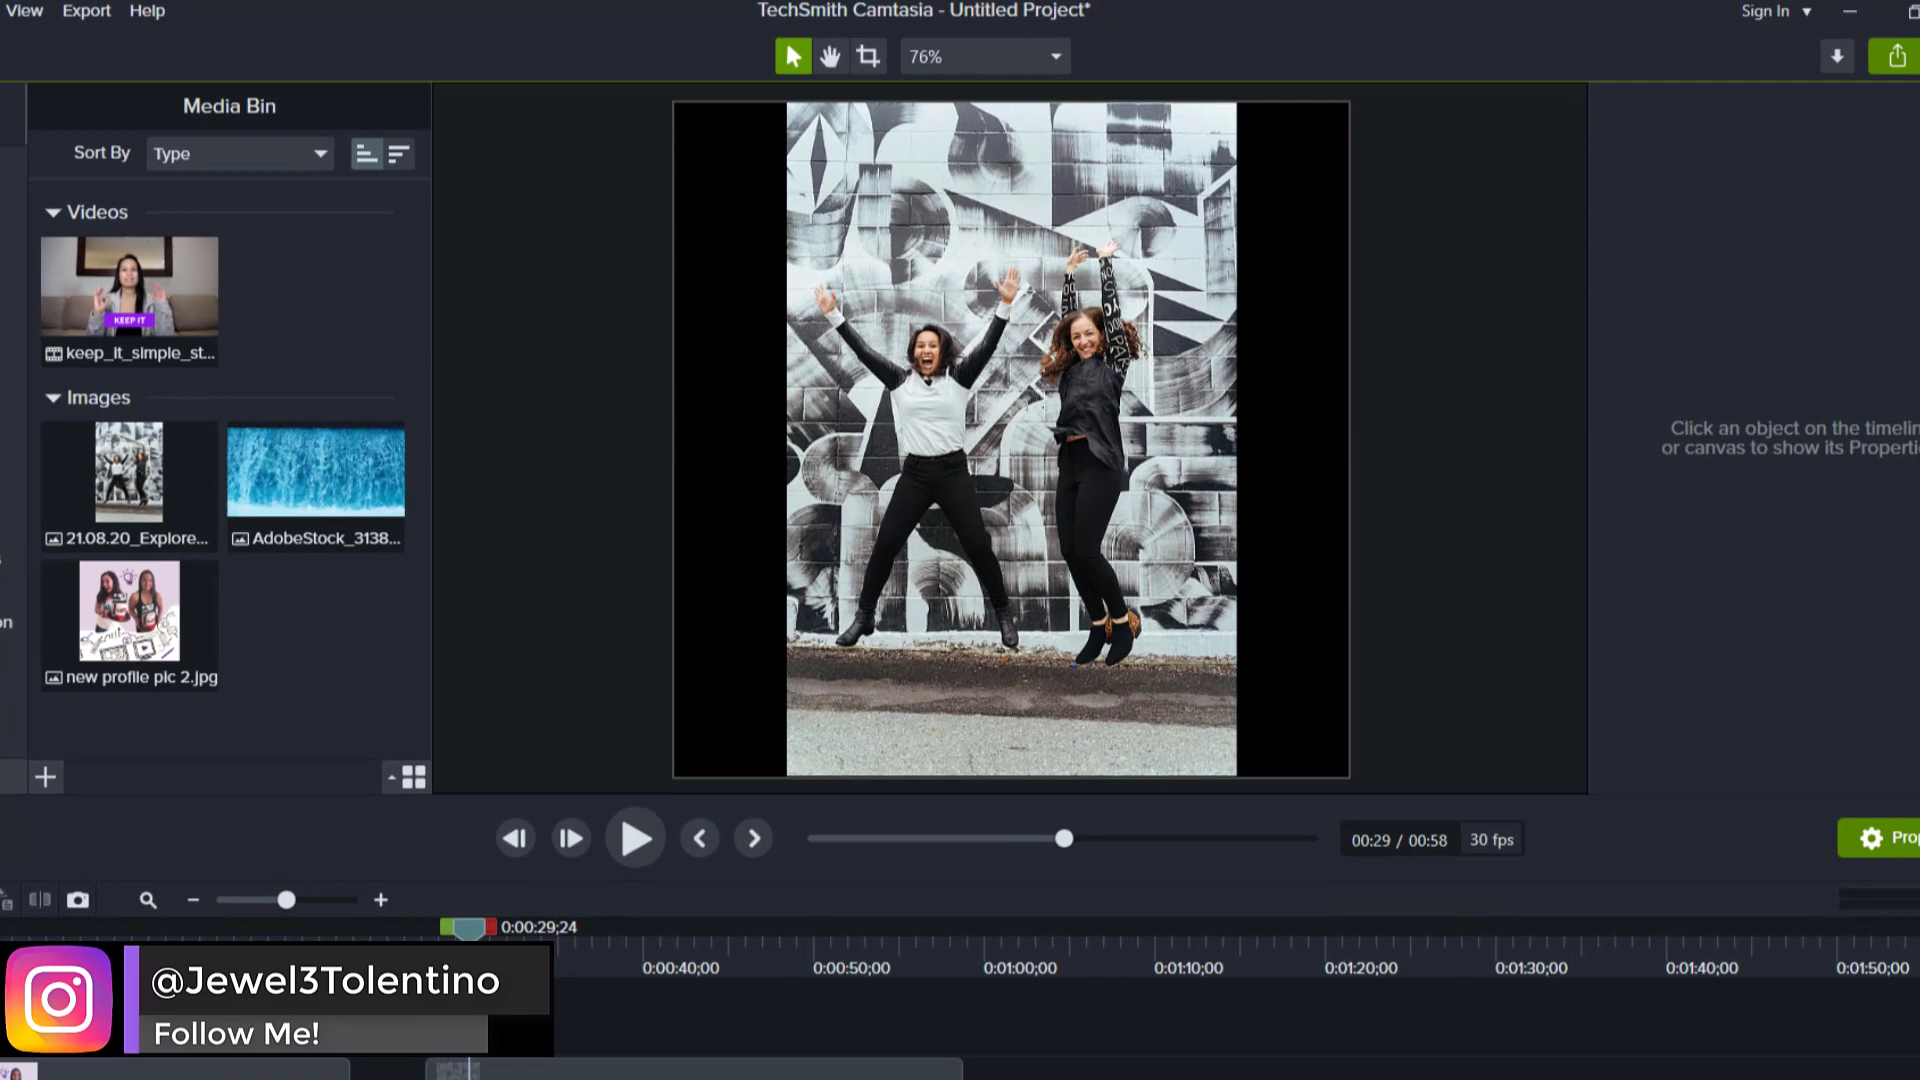 View Export Help
TechSmith Camtasia - Untitled Project*
Sign In
76%
Media Bin
Sort By Type
Videos
KEEP IT
keep_it_simple_st...
Images
21.08.20_Explore...
AdobeStock_3138...
new profile pic 2.jpg
Click an object on the timelin
or canvas to show its Properti
00:29 / 00:58 30 fps
Prop
0:00:29;24
0:00:40;00 0:00:50;00 0:01:00;00 0:01:10;00 0:01:20;00 0:01:30;00 0:01:40;00 0:01:50;00
@Jewel3Tolentino
Follow Me!